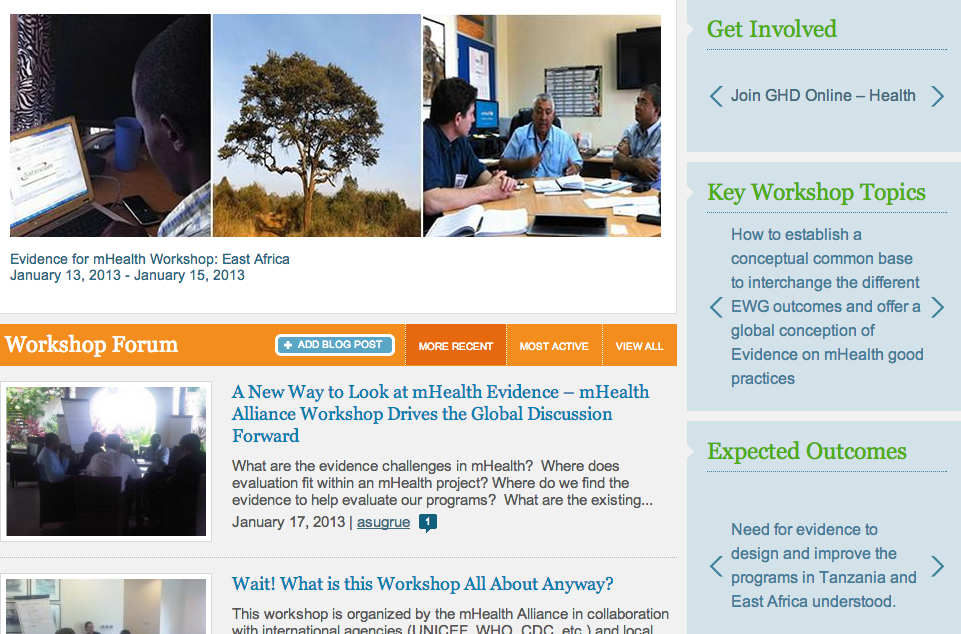 Evidence for mHealth Workshop: East Africa
January 13, 2013 - January 15, 2013
Workshop Forum
ADD BLOG POST
MORE RECENT
MOST ACTIVE
VIEW ALL
A New Way to Look at mHealth Evidence – mHealth
Alliance Workshop Drives the Global Discussion
Forward
What are the evidence challenges in mHealth?  Where does
evaluation fit within an mHealth project? Where do we find the
evidence to help evaluate our programs?  What are the existing...
January 17, 2013 | asugrue 1
Wait! What is this Workshop All About Anyway?
This workshop is organized by the mHealth Alliance in collaboration
with international agencies (UNICEF, WHO, CDC, etc.) and local
Get Involved
Join GHD Online – Health
Key Workshop Topics
How to establish a
conceptual common base
to interchange the different
EWG outcomes and offer a
global conception of
Evidence on mHealth good
practices
Expected Outcomes
Need for evidence to
design and improve the
programs in Tanzania and
East Africa understood.